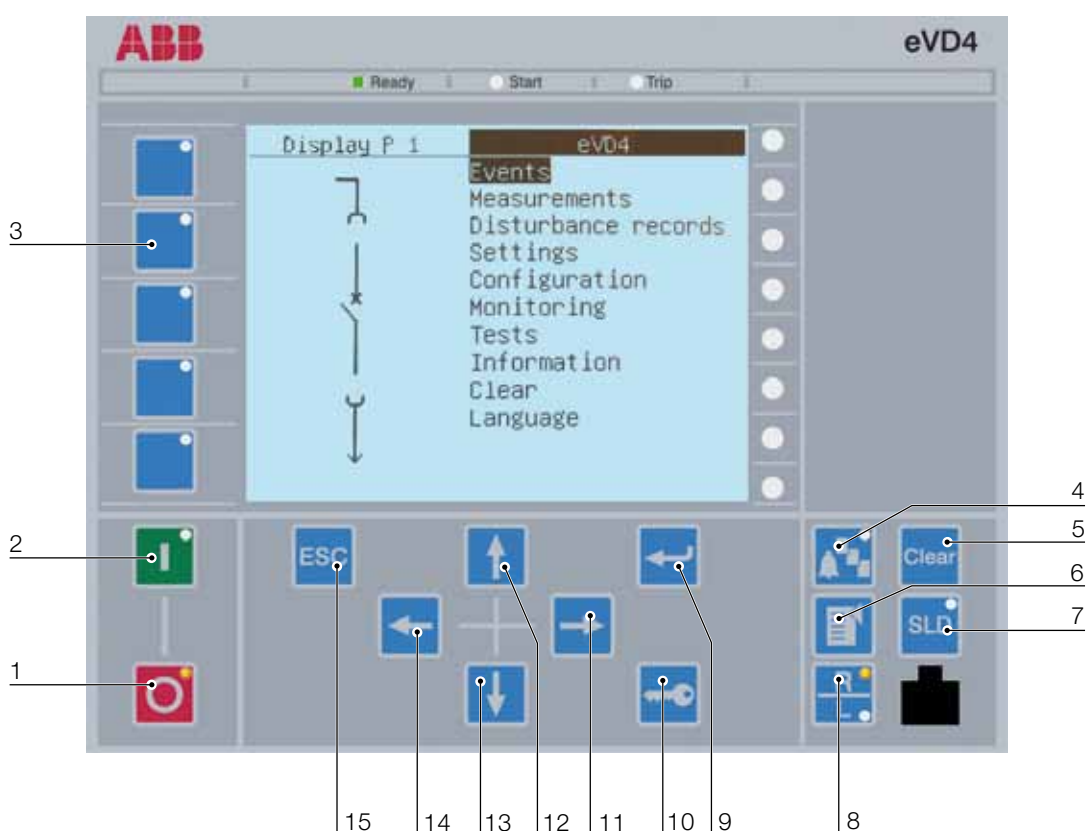 ABB
eVD4
Ready
Start
Trip
Display P 1
eVD4
Events
Measurements
Disturbance records
Settings
Configuration
Monitoring
Tests
Information
Clear
Language
3
2
I
ESC
4
Clear
5
6
SLD
7
1
O
R
L
15
14
13
12
11
10
9
8